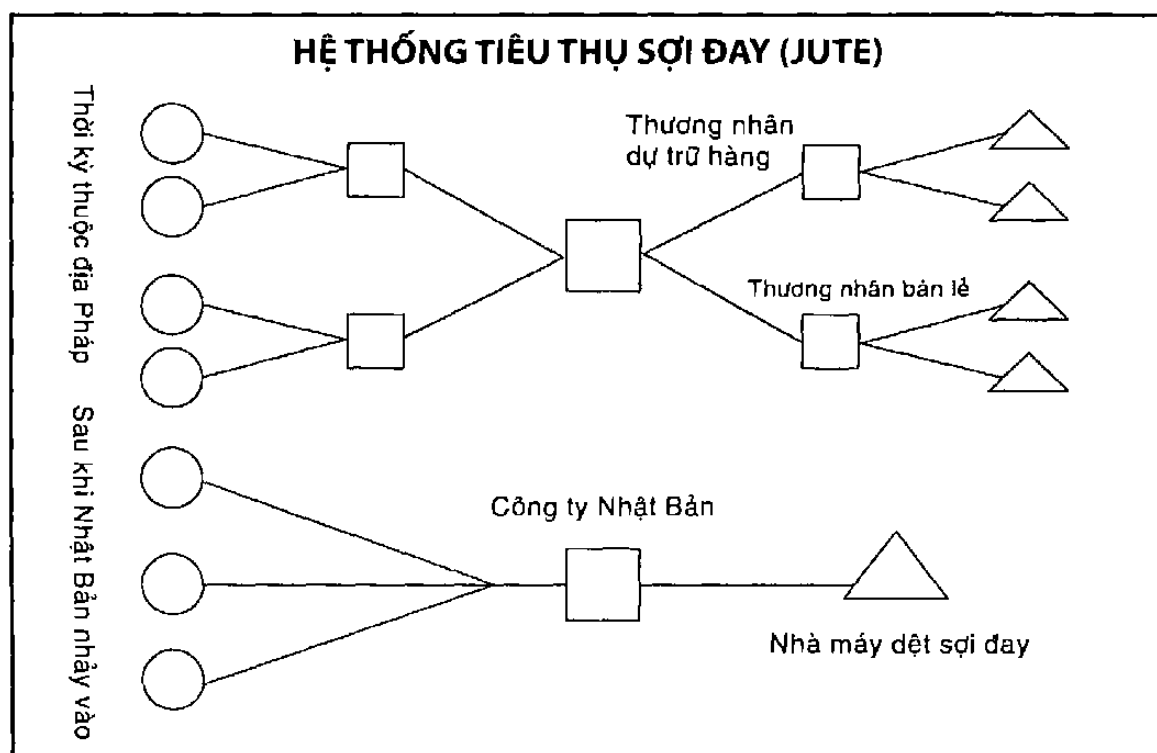 HỆ THỐNG TIÊU THỤ SỢI ĐAY (JUTE)
Thời kỳ thuộc địa Pháp
Thương nhân
dự trữ hàng
Thương nhân bán lẻ
Sau khi Nhật Bản nhảy vào
Công ty Nhật Bản
Nhà máy dệt sợi đay